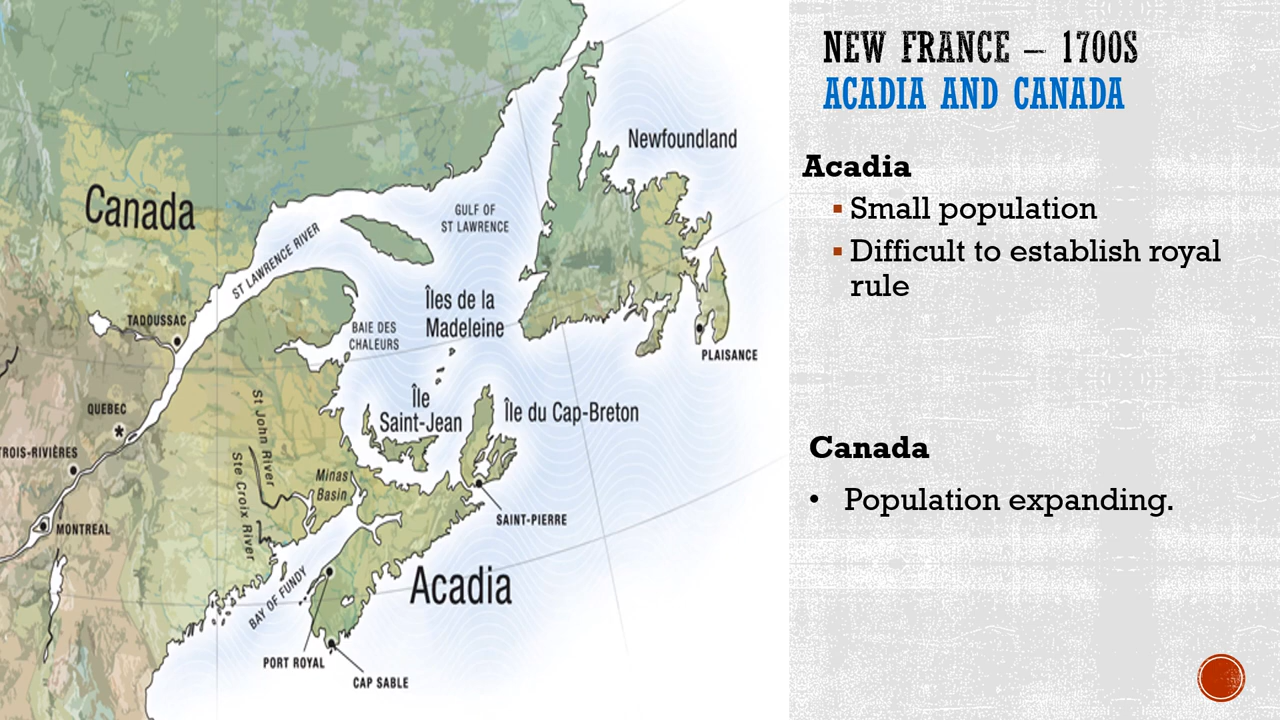 NEW FRANCE – 1700S
ACADIA AND CANADA
Acadia
▪ Small population
▪ Difficult to establish royal
rule
Canada
• Population expanding.
Newfoundland
Canada
GULF OF
ST LAWRENCE
ST LAWRENCE RIVER
Îles de la
Madeleine
TADOUSSAC
BAIE DES
CHALEURS
PLAISANCE
Île
Saint-Jean
Île du Cap-Breton
QUEBEC
St John River
TROIS-RIVIÈRES
Ste Croix River
Minas
Basin
SAINT-PIERRE
MONTREAL
Acadia
BAY OF FUNDY
PORT ROYAL
CAP SABLE